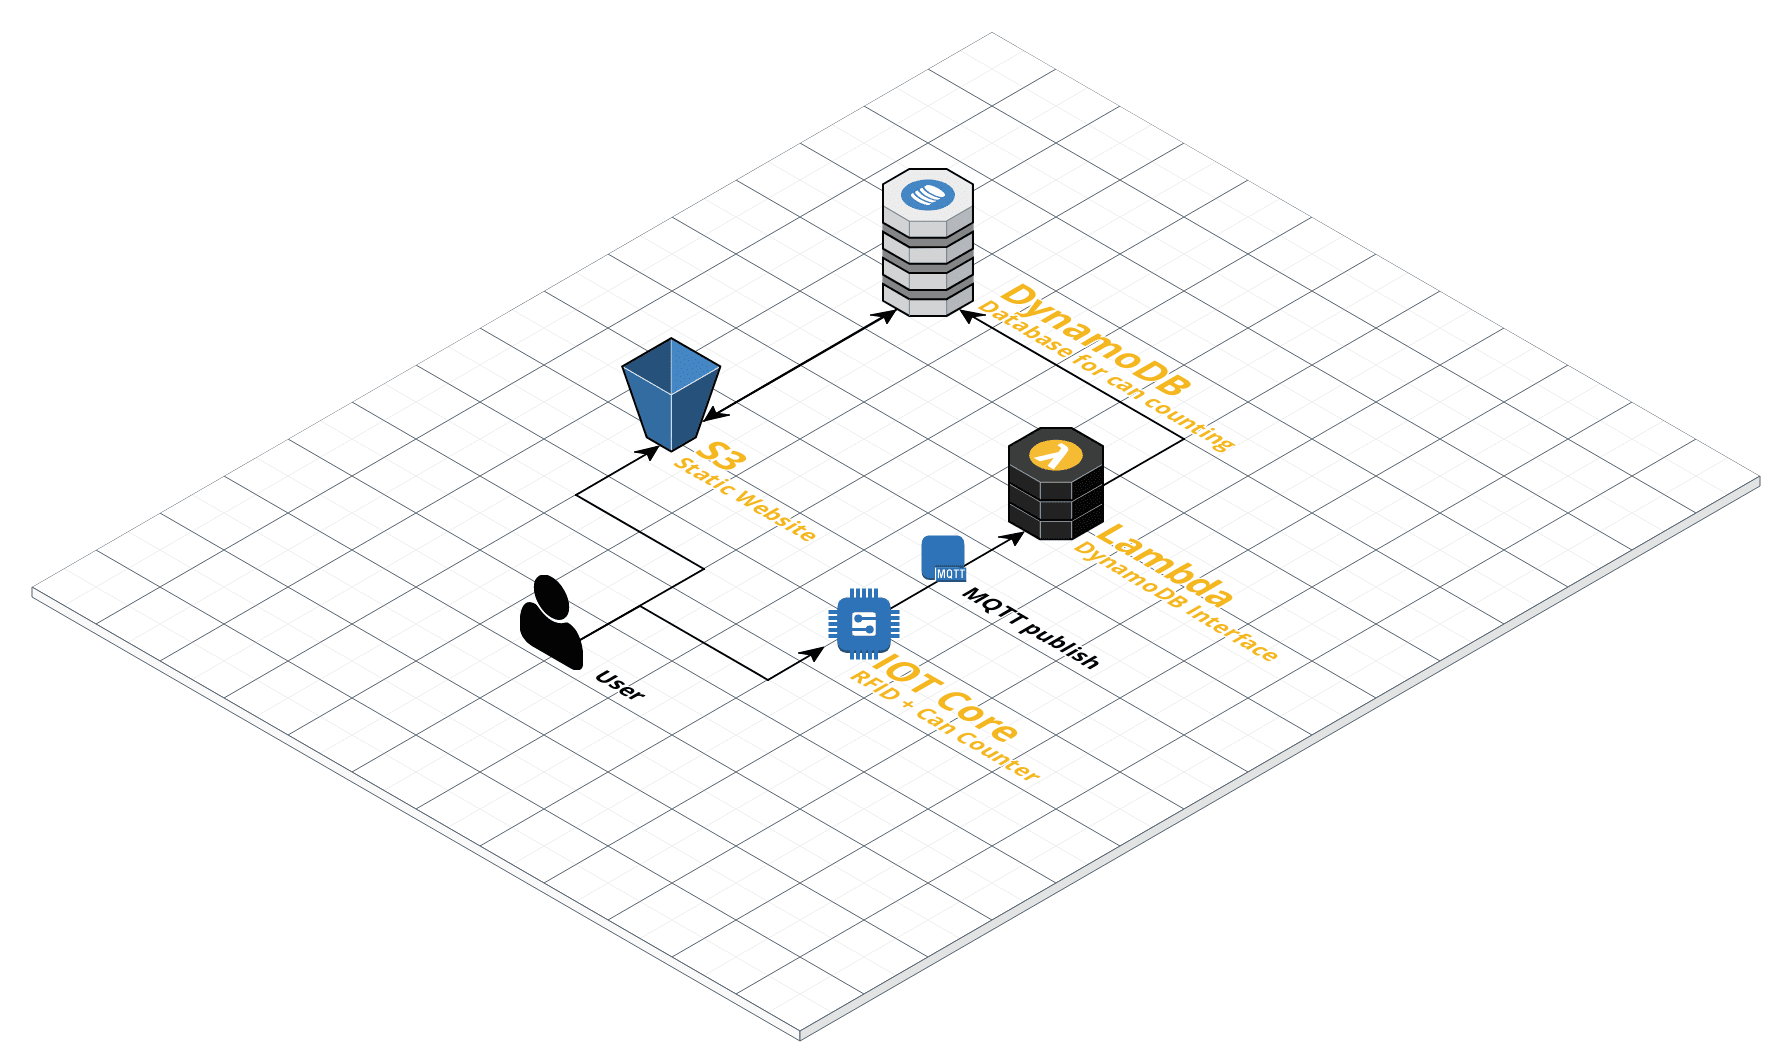 DynamoDB
Database for can counting
S3
Static Website
Lambda
DynamoDB Interface
MQTT
MQTT publish
IOT Core
RFID + Can Counter
User